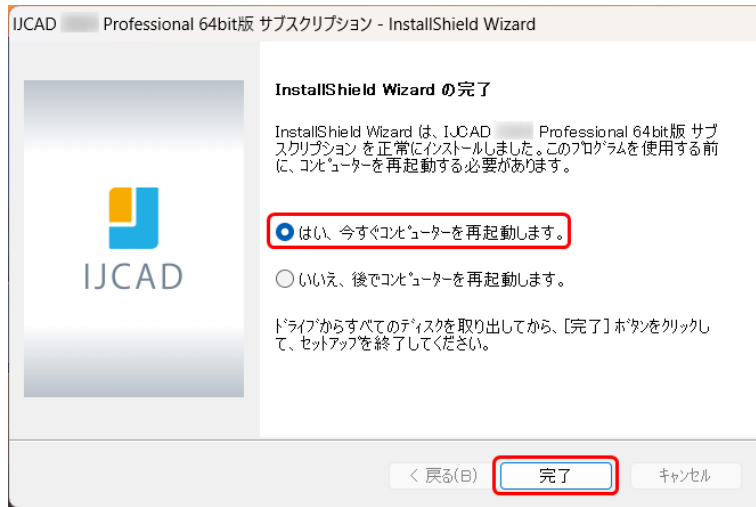 IJCAD Professional 64bit版 サブスクリプション - InstallShield Wizard
InstallShield Wizard の完了
InstallShield Wizard は、IJCAD Professional 64bit版 サブ
スクリプション を正常にインストールしました。このプログラムを使用する前
に、コンピューターを再起動する必要があります。
IJCAD
はい、今すぐコンピューターを再起動します。
いいえ、後でコンピューターを再起動します。
ドライブからすべてのディスクを取り出してから、[完了] ボタンをクリックし
て、セットアップを終了してください。
< 戻る(B)
完了
キャンセル